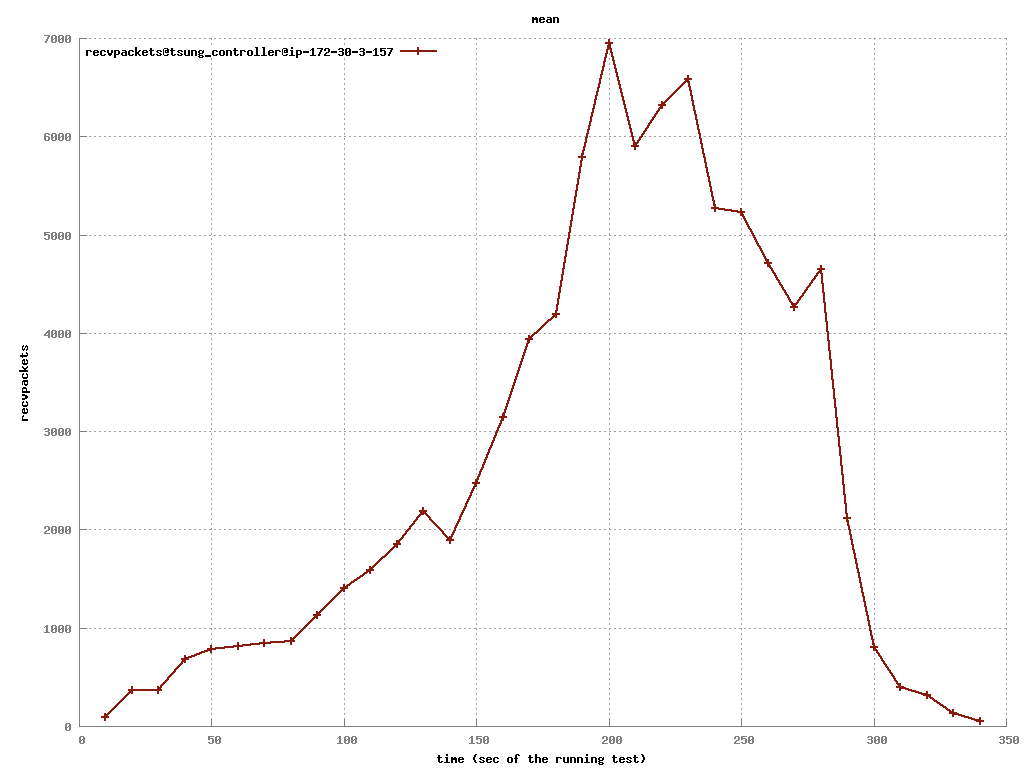 mean
7000
recvpackets@tsung_controller@ip-172-30-3-157
6000
5000
4000
recvpackets
3000
2000
1000
0
0 50 100 150 200 250 300 350
time (sec of the running test)